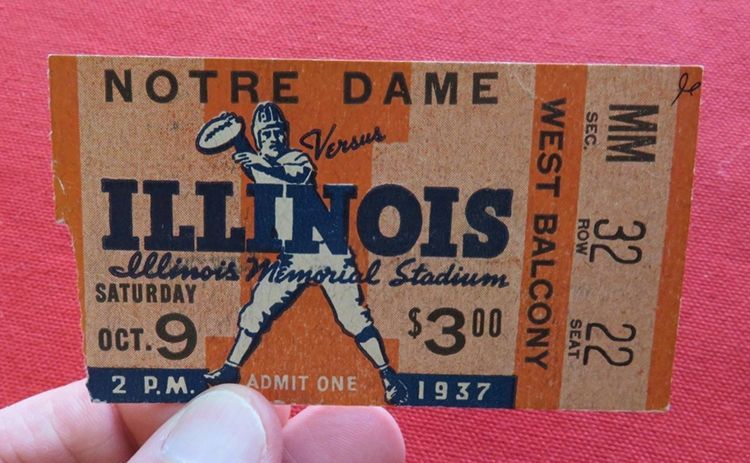 NOTRE DAME
Versus
ILLINOIS
Illinois Memorial Stadium
SATURDAY
OCT. 9
$3.00
2 P.M.
ADMIT ONE
1937
WEST BALCONY
MM SEC.
32 ROW
22 SEAT